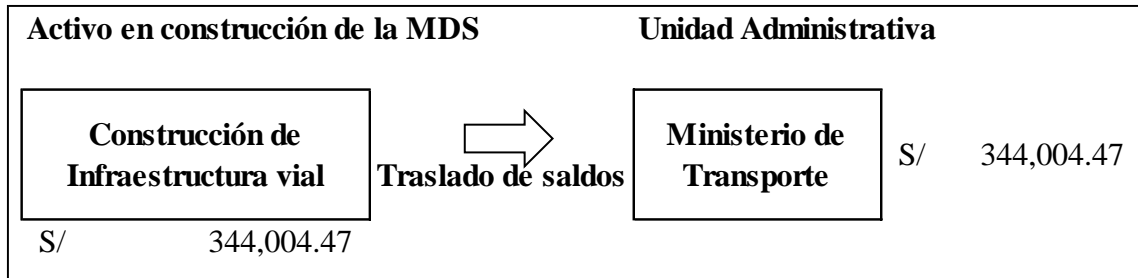 Activo en construcción de la MDS
Unidad Administrativa
Construcción de
Infraestructura vial
Traslado de saldos
Ministerio de
Transporte
S/ 344,004.47
S/ 344,004.47